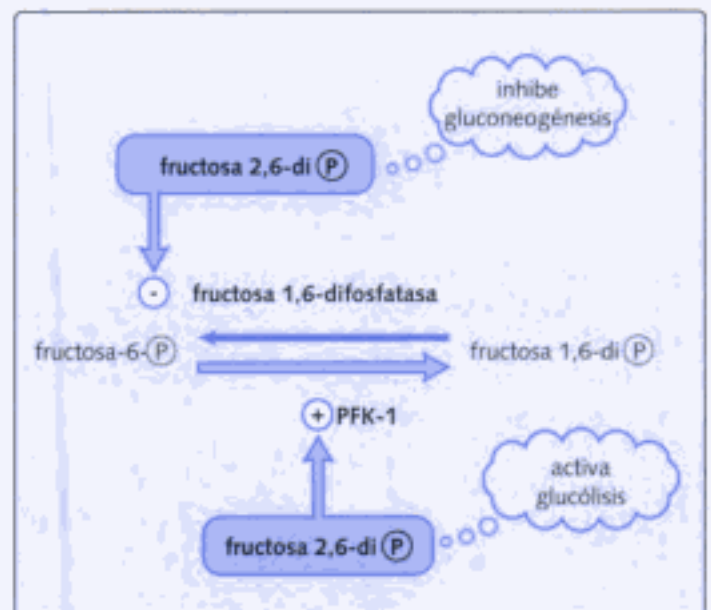 inhibe
gluconeogénesis
fructosa 2,6-di Ⓟ
-
fructosa 1,6-difosfatasa
fructosa-6-Ⓟ
fructosa 1,6-di Ⓟ
+ PFK-1
activa
glucólisis
fructosa 2,6-di Ⓟ